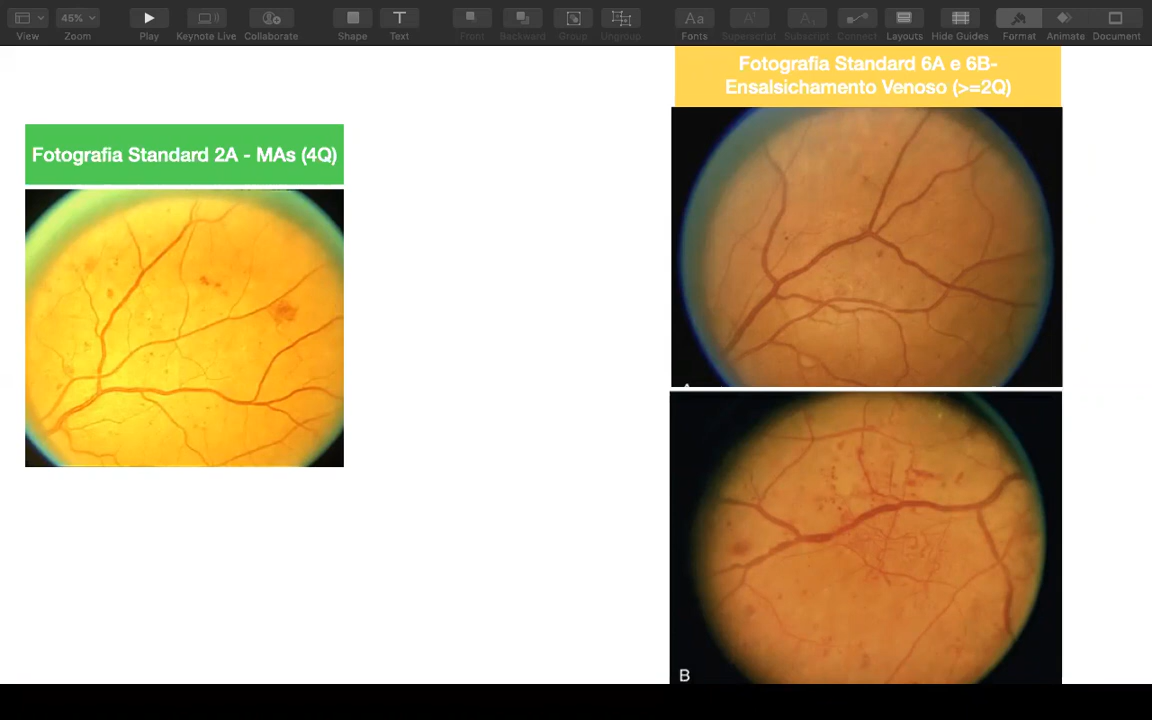 45%
View
Zoom
Play
Keynote Live
Collaborate
Shape
Text
Front
Backward
Group
Ungroup
Fonts
Superscript
Subscript
Connect
Layouts
Hide Guides
Format
Animate
Document
Fotografia Standard 2A - MAs (4Q)
Fotografia Standard 6A e 6B-
Ensalsichamento Venoso (>=2Q)
B